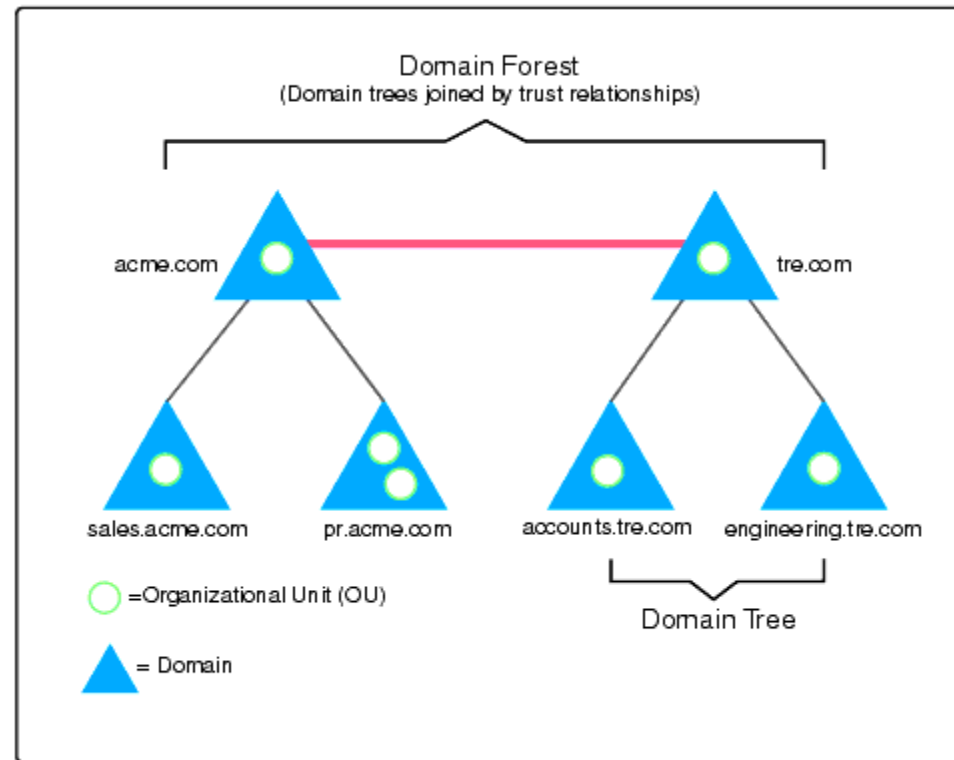 Domain Forest
(Domain trees joined by trust relationships)
acme.com
tre.com
sales.acme.com
pr.acme.com
accounts.tre.com
engineering.tre.com
=Organizational Unit (OU)
Domain Tree
= Domain